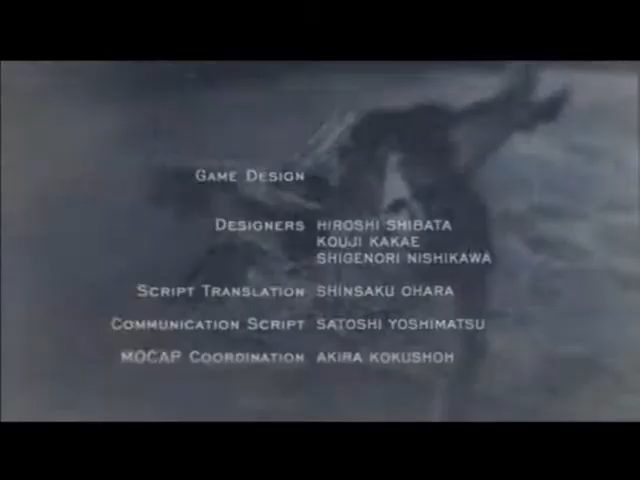 GAME DESIGN
DESIGNERS HIROSHI SHIBATA
KOUJI KAKAE
SHIGENORI NISHIKAWA
SCRIPT TRANSLATION SHINSAKU OHARA
COMMUNICATION SCRIPT SATOSHI YOSHIMATSU
MOCAP COORDINATION AKIRA KOKUSHOH